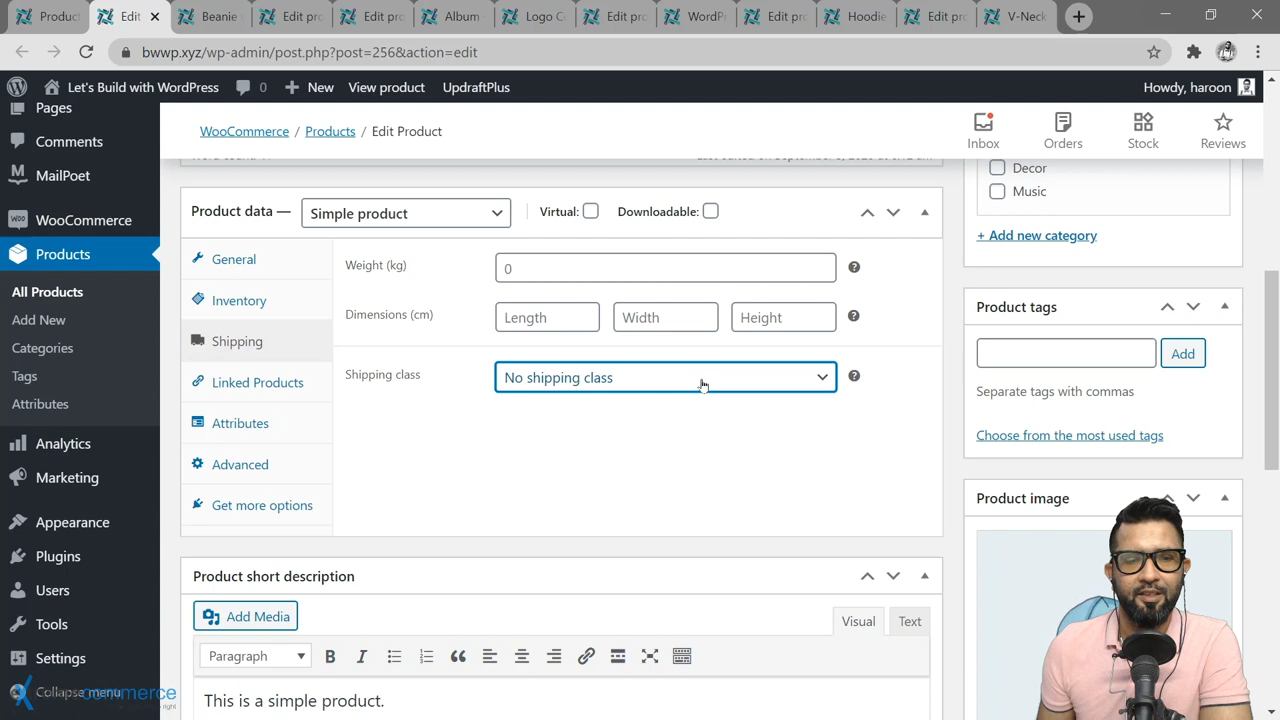 Product
Edit
Beanie
Edit pro
Edit pro
Album
Logo Co
Edit pro
WordP
Edit pro
Hoodie
Edit pro
V-Neck
bwwp.xyz/wp-admin/post.php?post=256&action=edit
Let's Build with WordPress
0
New
View product
UpdraftPlus
Howdy, haroon
Pages
Comments
MailPoet
WooCommerce
Products
All Products
Add New
Categories
Tags
Attributes
Analytics
Marketing
Appearance
Plugins
Users
Tools
Settings
Collapse menu
commerce
WooCommerce / Products / Edit Product
Inbox
Orders
Stock
Reviews
Product data — Simple product
Virtual:
Downloadable:
General
Inventory
Shipping
Linked Products
Attributes
Advanced
Get more options
Weight (kg)
0
Dimensions (cm)
Length
Width
Height
Shipping class
No shipping class
Product short description
Add Media
Visual
Text
Paragraph
This is a simple product.
Decor
Music
+ Add new category
Product tags
Add
Separate tags with commas
Choose from the most used tags
Product image